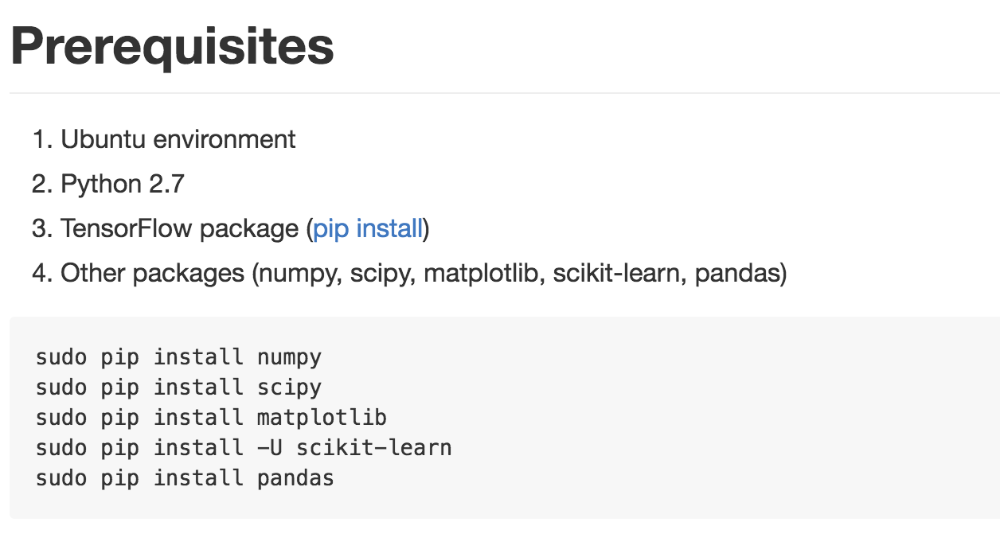 Prerequisites
1. Ubuntu environment
2. Python 2.7
3. TensorFlow package (pip install)
4. Other packages (numpy, scipy, matplotlib, scikit-learn, pandas)
sudo pip install numpy
sudo pip install scipy
sudo pip install matplotlib
sudo pip install -U scikit-learn
sudo pip install pandas